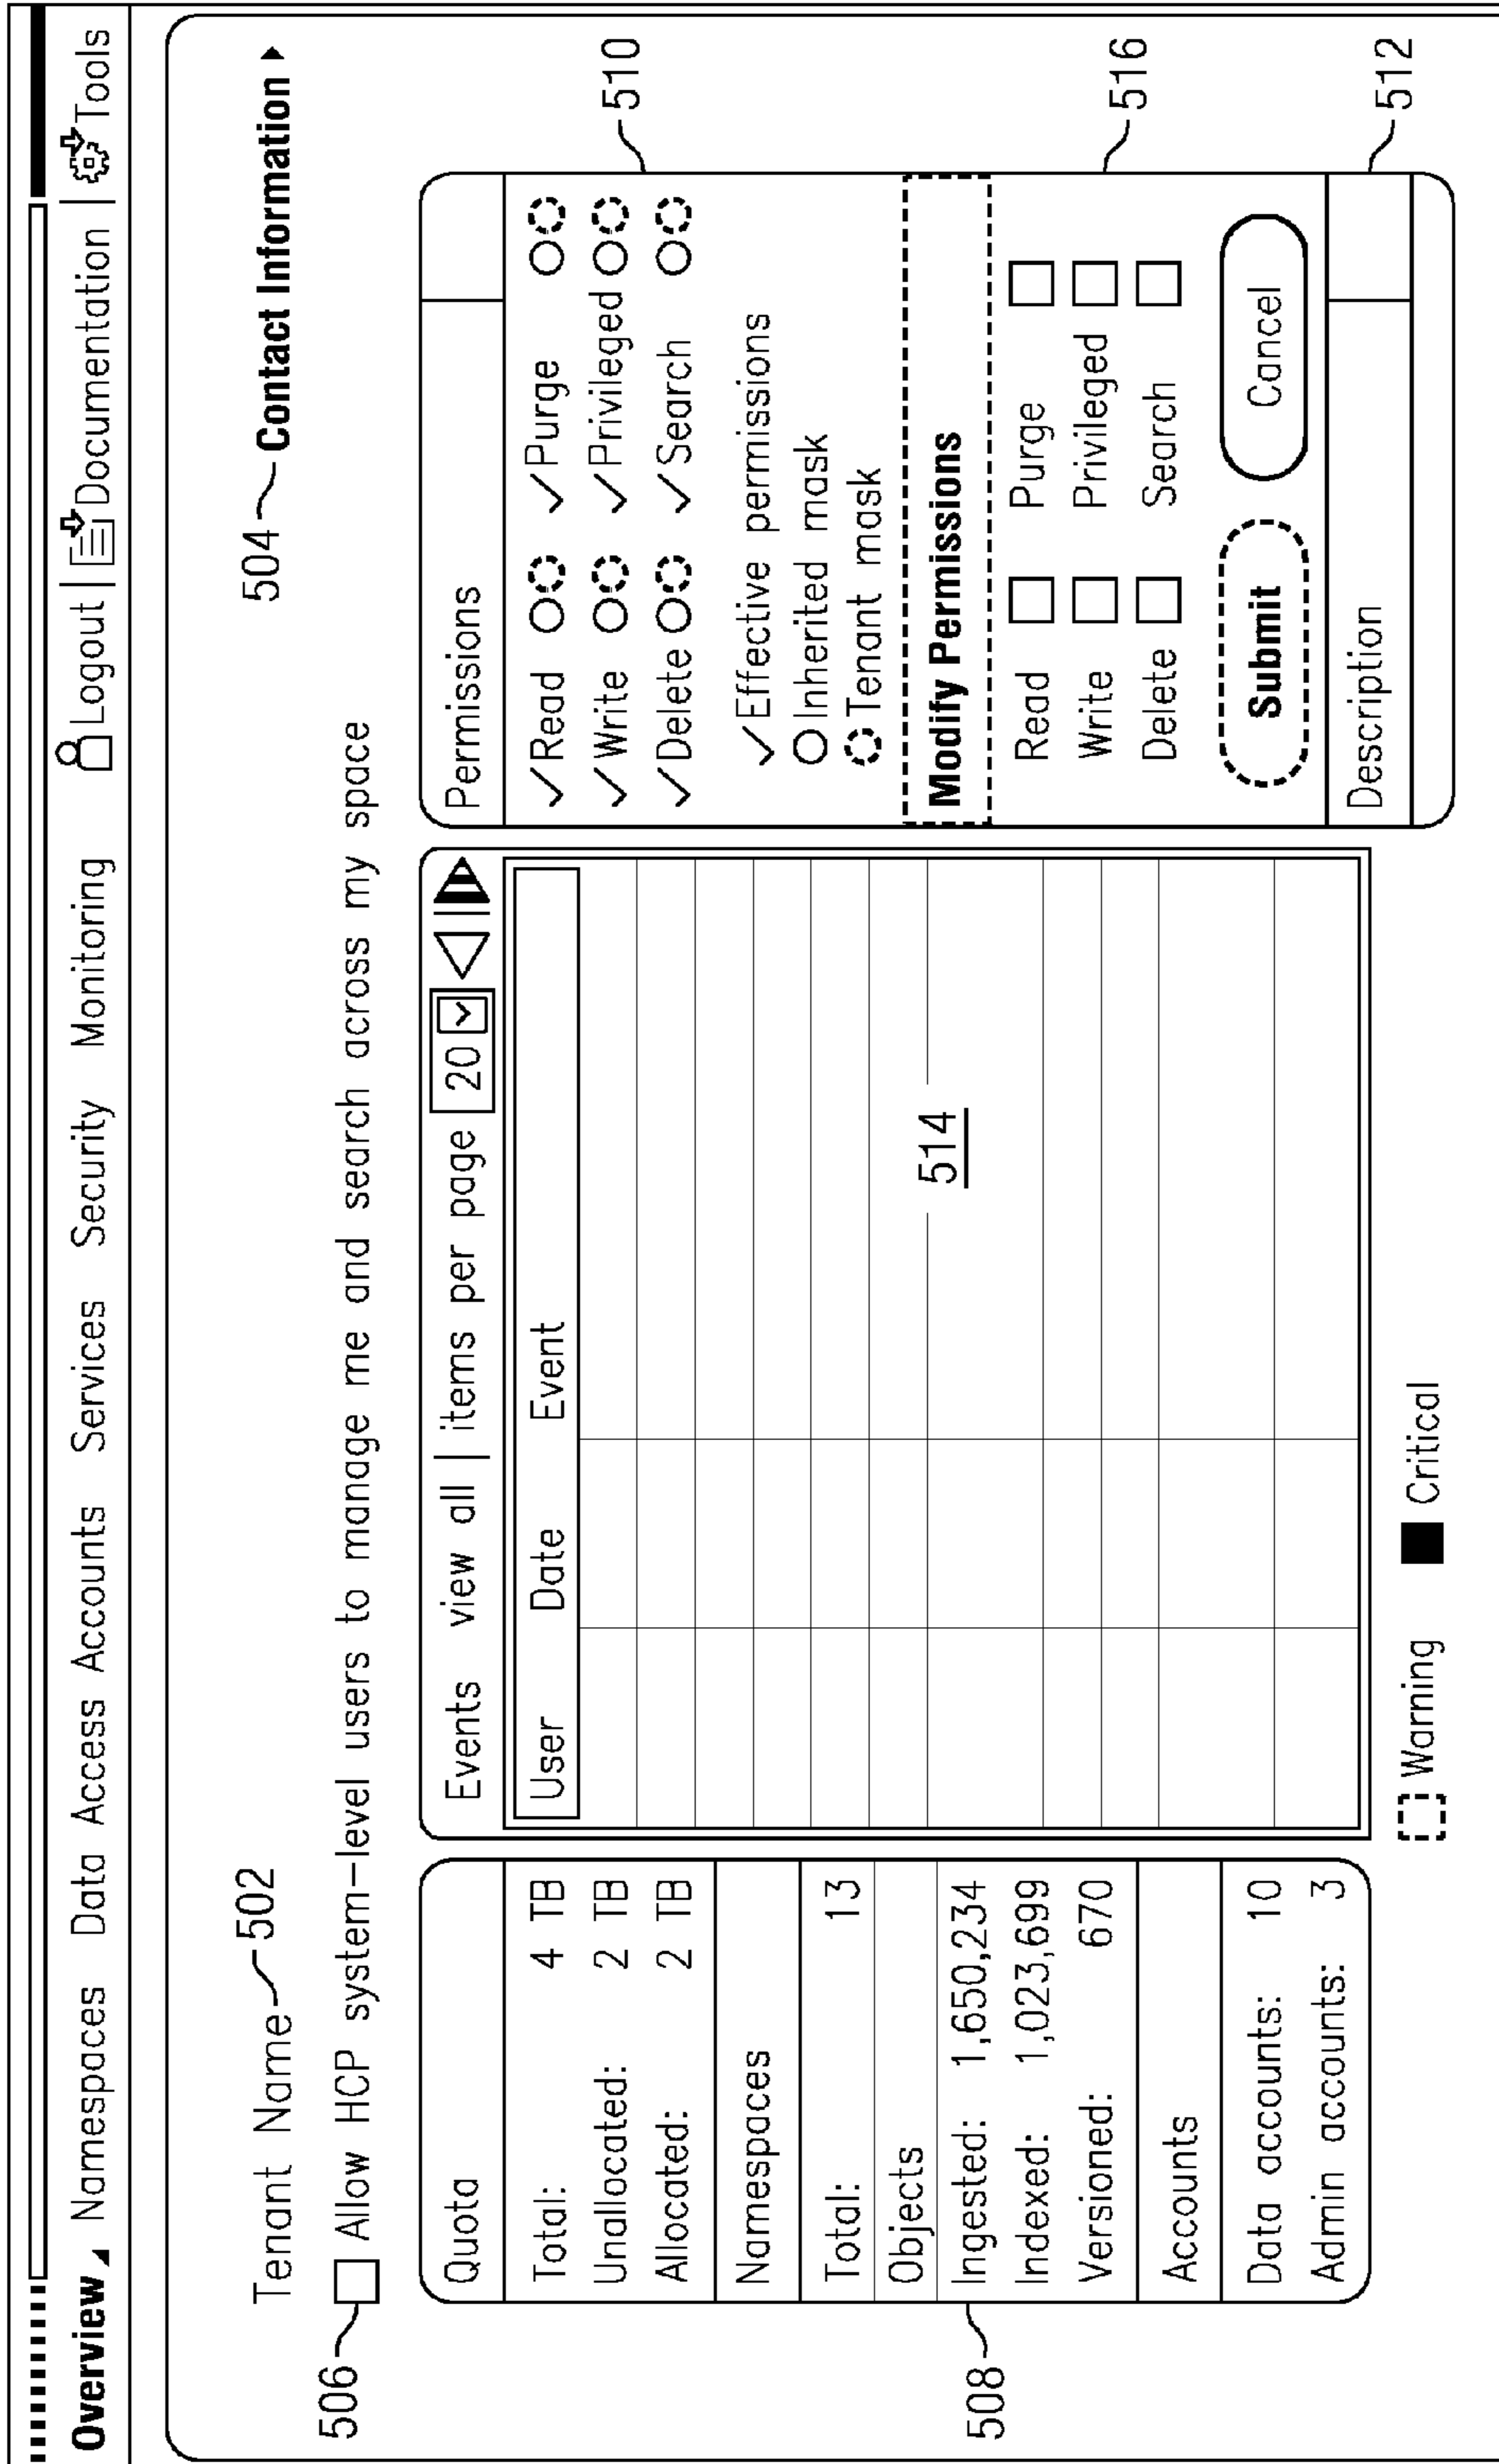 Overview Namespaces Data Access Accounts Services Security Monitoring Logout | Documentation | Tools
Tenant Name 502
504 Contact Information
506 Allow HCP system-level users to manage me and search across my space
Quota
Total: 4 TB
Unallocated: 2 TB
Allocated: 2 TB
Namespaces
Total: 13
Objects
508
Ingested: 1,650,234
Indexed: 1,023,699
Versioned: 670
Accounts
Data accounts: 10
Admin accounts: 3
Events view all | items per page 20
User Date Event
514
Warning Critical
Permissions
✓Read ✓Purge
510
✓Write ✓Privileged
✓Delete ✓Search
✓Effective permissions
Inherited mask
Tenant mask
Modify Permissions
Read Purge
Write Privileged
516
Delete Search
Submit Cancel
Description
512